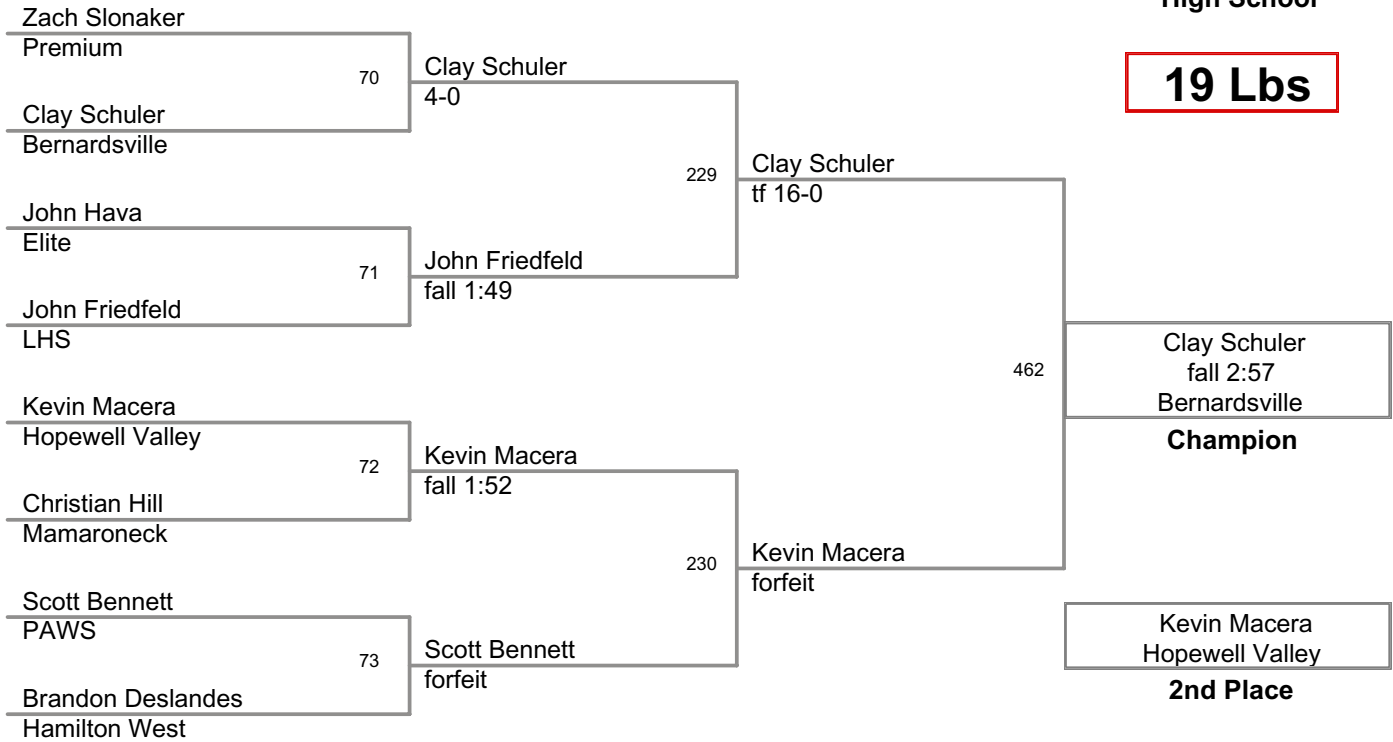 High School
19 Lbs
Zach Slonaker
Premium
70
Clay Schuler
Bernardsville
Clay Schuler
4-0
John Hava
Elite
71
John Friedfeld
LHS
John Friedfeld
fall 1:49
229
Clay Schuler
tf 16-0
Kevin Macera
Hopewell Valley
72
Christian Hill
Mamaroneck
Kevin Macera
fall 1:52
Scott Bennett
PAWS
73
Brandon Deslandes
Hamilton West
Scott Bennett
forfeit
230
Kevin Macera
forfeit
462
Clay Schuler
fall 2:57
Bernardsville
Champion
Kevin Macera
Hopewell Valley
2nd Place